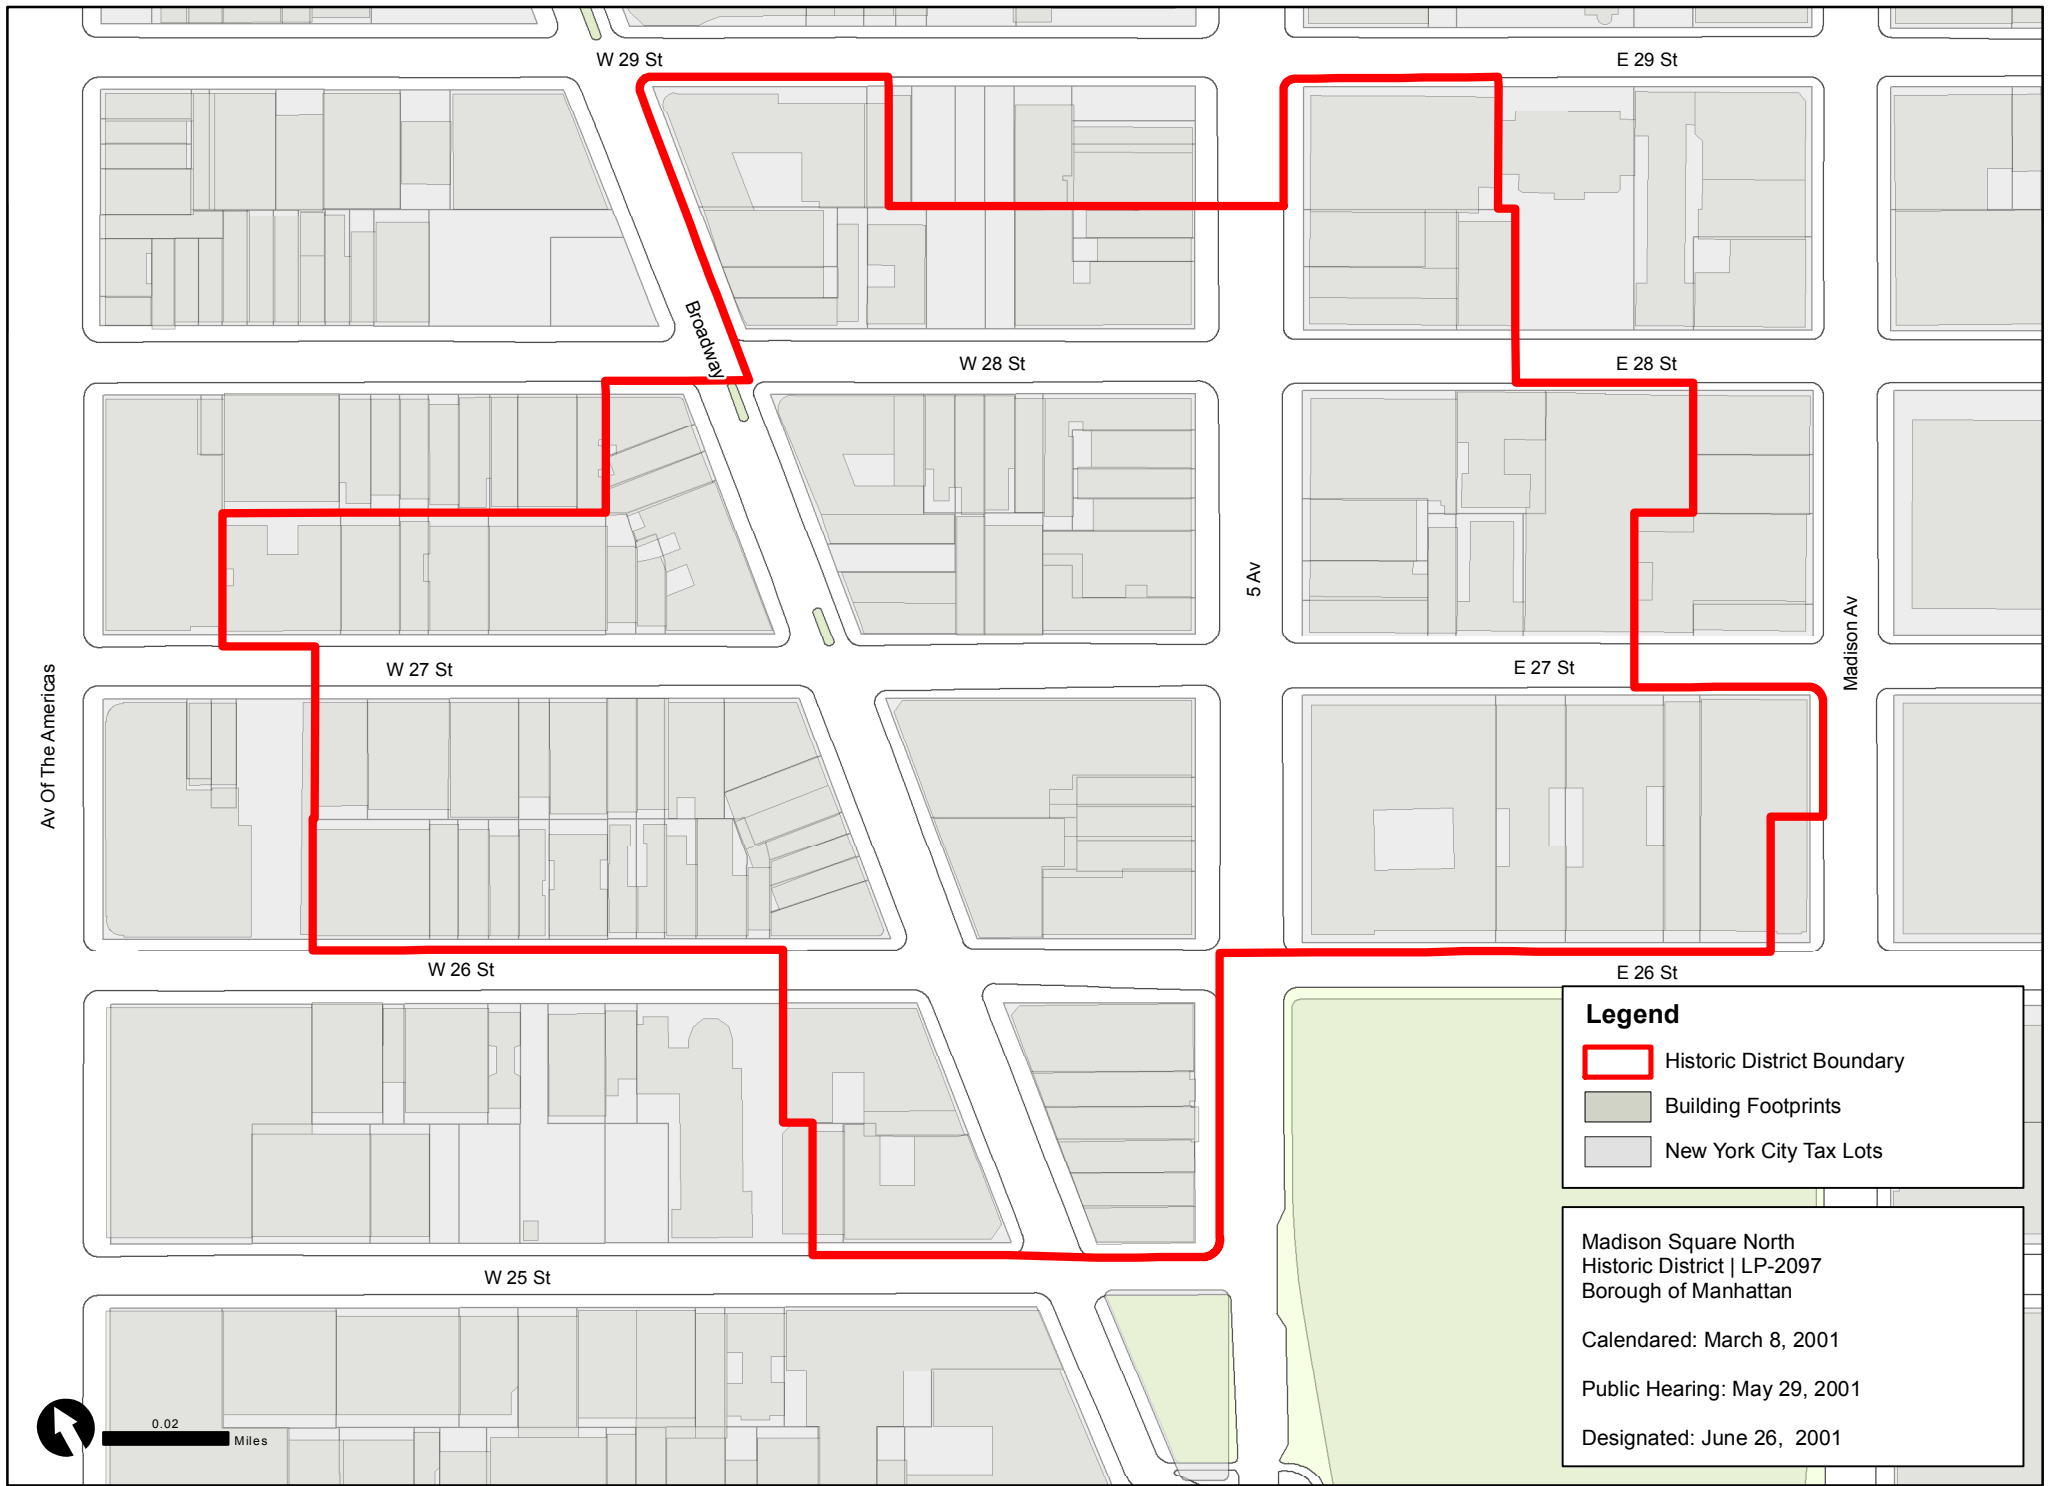 W 29 St
E 29 St
Broadway
W 28 St
E 28 St
5 Av
Madison Av
Av Of The Americas
W 27 St
E 27 St
W 26 St
E 26 St
Legend
Historic District Boundary
Building Footprints
New York City Tax Lots
W 25 St
Madison Square North
Historic District | LP-2097
Borough of Manhattan
Calendared: March 8, 2001
Public Hearing: May 29, 2001
Designated: June 26, 2001
0.02
Miles